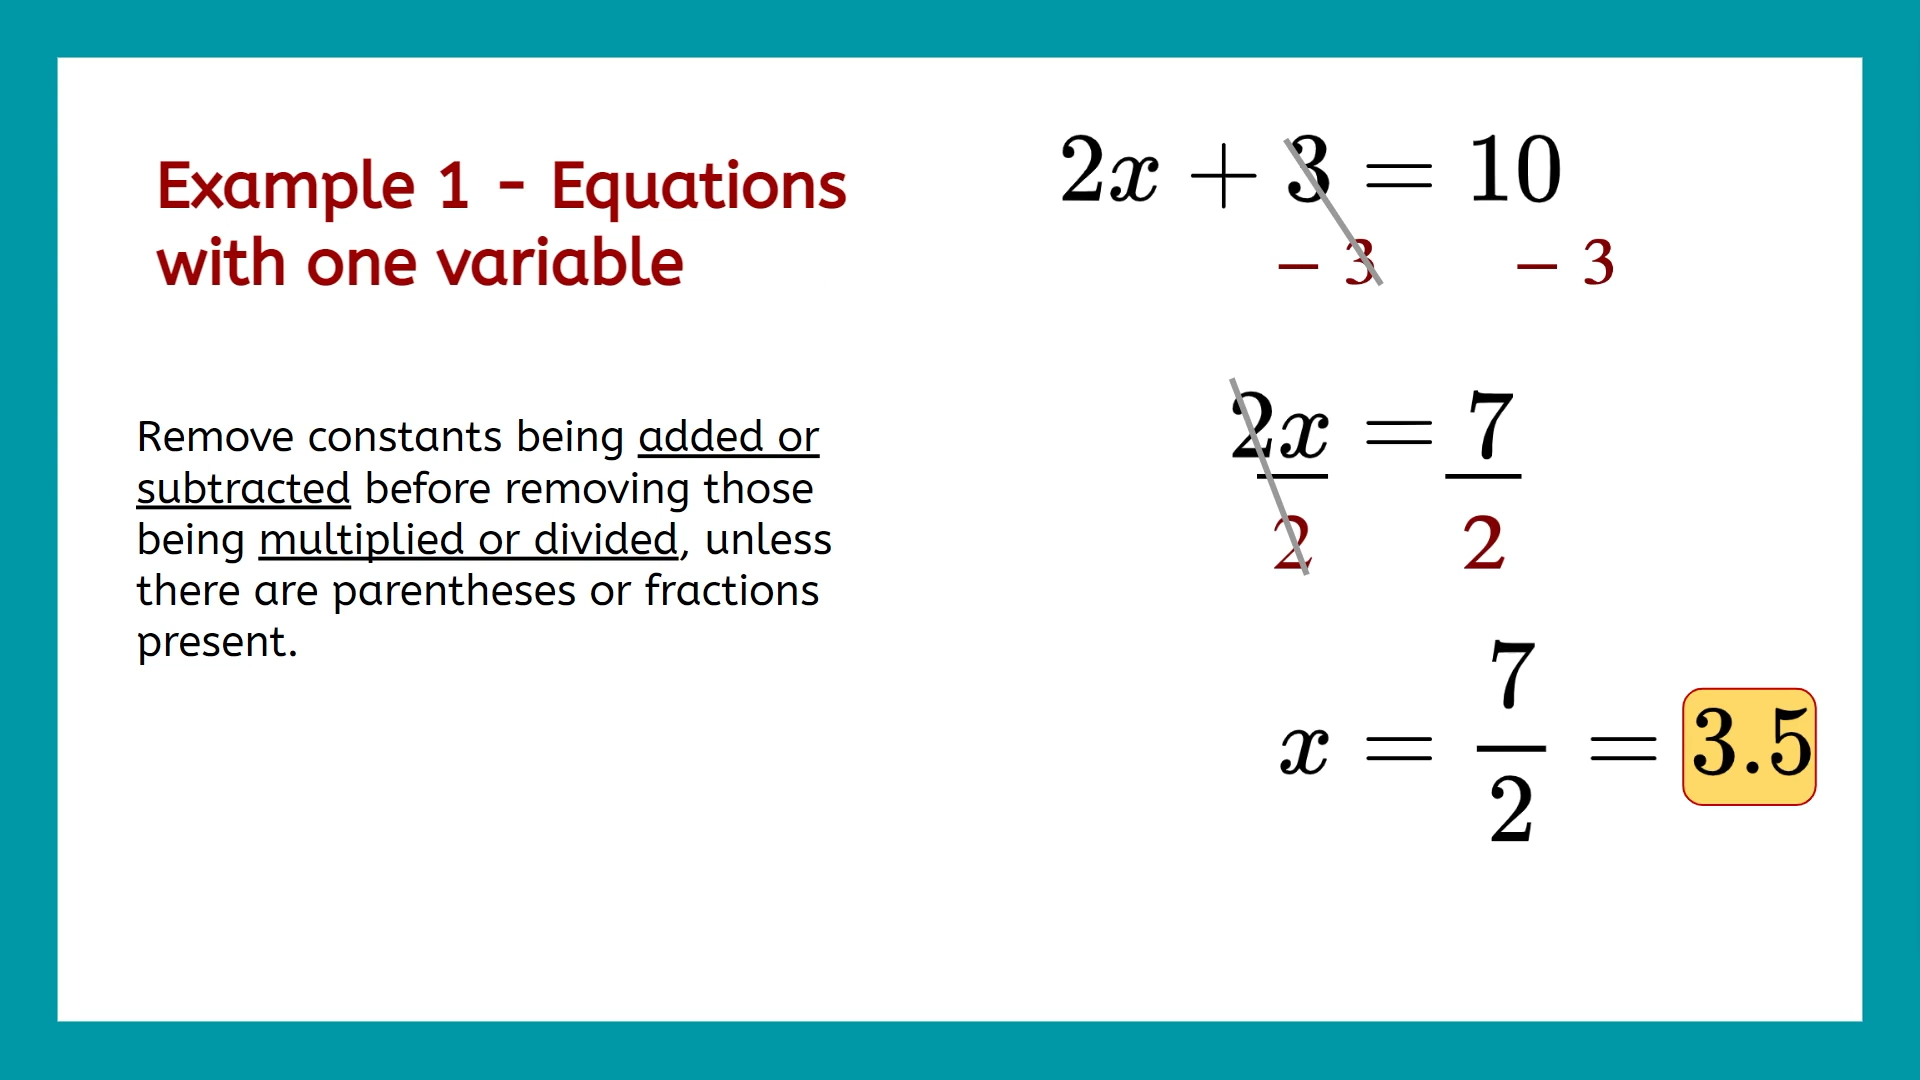 Example 1 - Equations
with one variable
Remove constants being added or
subtracted before removing those
being multiplied or divided, unless
there are parentheses or fractions
present.
2x + 3 = 10
− 3 − 3
2x = 7
2 2
x = 7/2 = 3.5